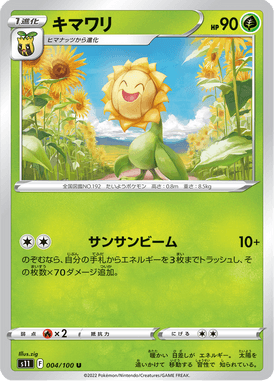 1進化
キマワリ
HP90
ヒマナッツから進化
全国図鑑NO.192 たいようポケモン 高さ:0.8m 重さ:8.5kg
サンサンビーム 10+
のぞむなら、自分の手札からエネルギーを3枚までトラッシュし、そ
の枚数×70ダメージ追加。
弱点 ×2 抵抗力 にげる
Illus.zig
s11 F 004/100 U
暖かい 日差しが エネルギー。太陽を
追いかけて 移動する 習性で 知られている。
©2022 Pokémon/Nintendo/Creatures/GAME FREAK.